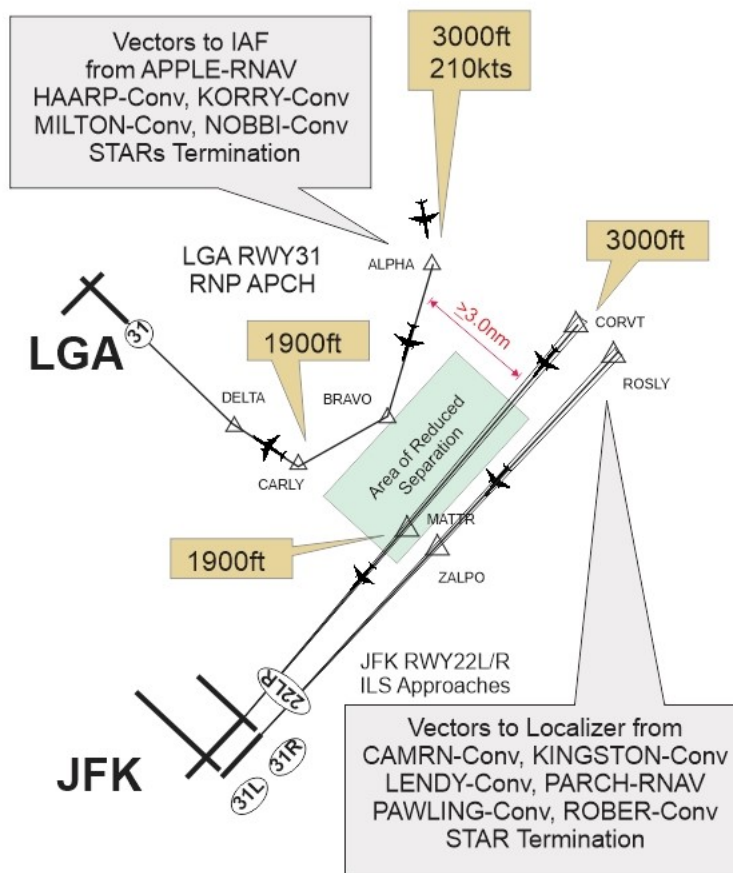 Vectors to IAF
from APPLE-RNAV
HAARP-Conv, KORRY-Conv
MILTON-Conv, NOBBI-Conv
STARs Termination
3000ft
210kts
3000ft
LGA RWY31
RNP APCH
ALPHA
≥3.0nm
CORVT
ROSLY
31
LGA
1900ft
DELTA
BRAVO
CARLY
Area of Reduced
Separation
MATTR
1900ft
ZALPO
JFK RWY22L/R
ILS Approaches
22LR
31R
31L
JFK
Vectors to Localizer from
CAMRN-Conv, KINGSTON-Conv
LENDY-Conv, PARCH-RNAV
PAWLING-Conv, ROBER-Conv
STAR Termination